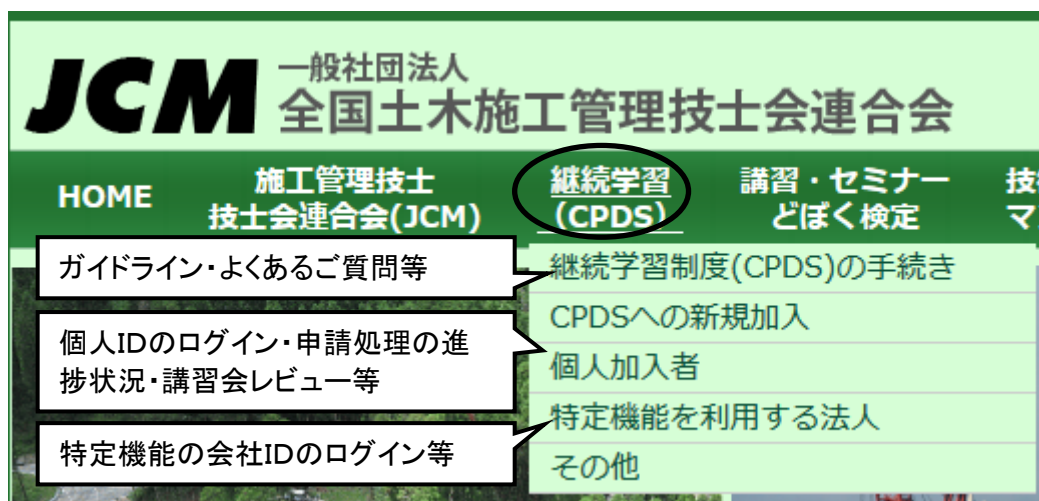 JCM
一般社団法人
全国土木施工管理技士会連合会
HOME
施工管理技士
技士会連合会(JCM)
継続学習
(CPDS)
講習・セミナー
どぼく検定
ガイドライン・よくあるご質問等
個人IDのログイン・申請処理の進
捗状況・講習会レビュー等
特定機能の会社IDのログイン等
継続学習制度(CPDS)の手続き
CPDSへの新規加入
個人加入者
特定機能を利用する法人
その他